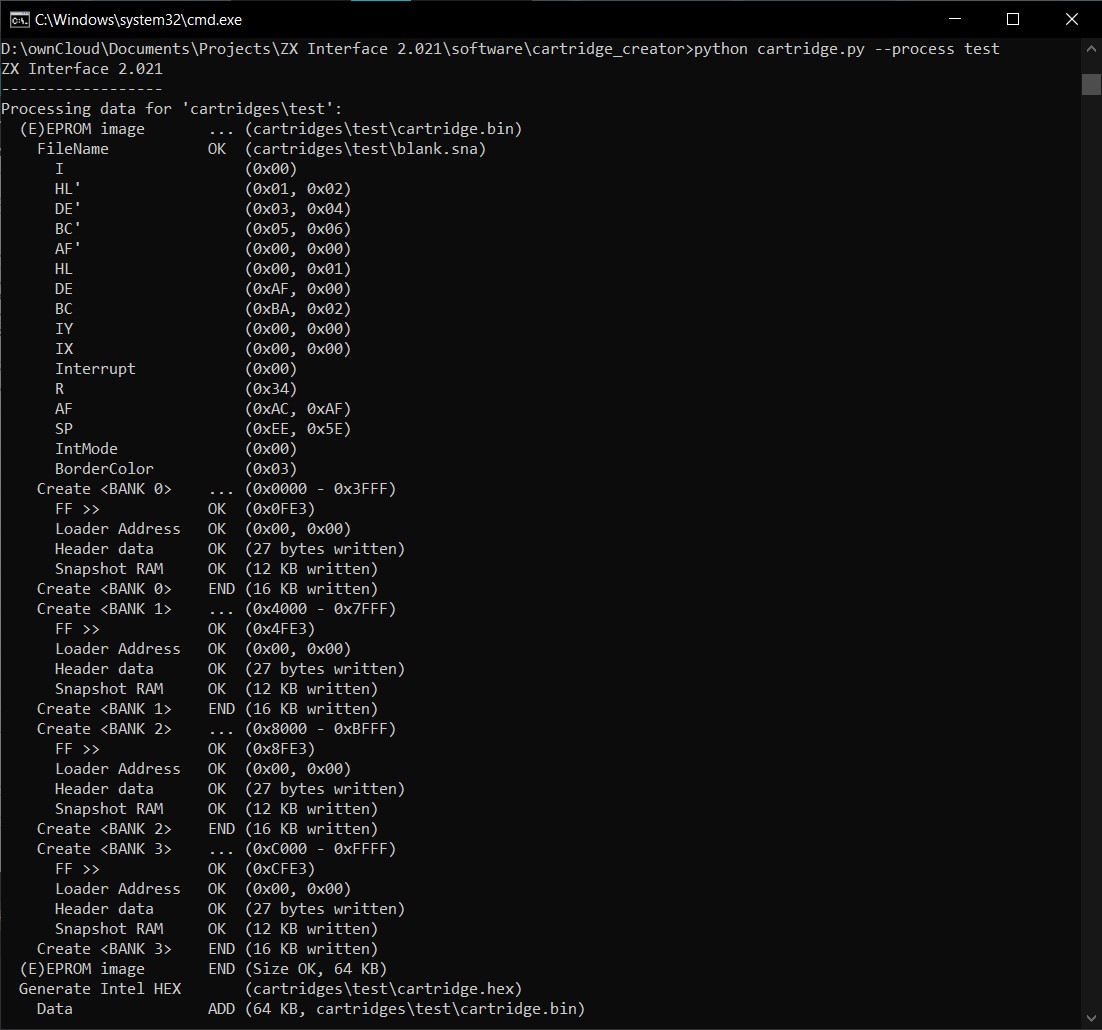 C:\Windows\system32\cmd.exe
D:\ownCloud\Documents\Projects\ZX Interface 2.021\software\cartridge_creator>python cartridge.py --process test
ZX Interface 2.021
------------------
Processing data for 'cartridges\test':
  (E)EPROM image       ... (cartridges\test\cartridge.bin)
    FileName           OK  (cartridges\test\blank.sna)
      I                    (0x00)
      HL'                  (0x01, 0x02)
      DE'                  (0x03, 0x04)
      BC'                  (0x05, 0x06)
      AF'                  (0x00, 0x00)
      HL                   (0x00, 0x01)
      DE                   (0xAF, 0x00)
      BC                   (0xBA, 0x02)
      IY                   (0x00, 0x00)
      IX                   (0x00, 0x00)
      Interrupt            (0x00)
      R                    (0x34)
      AF                   (0xAC, 0xAF)
      SP                   (0xEE, 0x5E)
      IntMode              (0x00)
      BorderColor          (0x03)
    Create <BANK 0>    ... (0x0000 - 0x3FFF)
      FF >>            OK  (0x0FE3)
      Loader Address   OK  (0x00, 0x00)
      Header data      OK  (27 bytes written)
      Snapshot RAM     OK  (12 KB written)
    Create <BANK 0>    END (16 KB written)
    Create <BANK 1>    ... (0x4000 - 0x7FFF)
      FF >>            OK  (0x4FE3)
      Loader Address   OK  (0x00, 0x00)
      Header data      OK  (27 bytes written)
      Snapshot RAM     OK  (12 KB written)
    Create <BANK 1>    END (16 KB written)
    Create <BANK 2>    ... (0x8000 - 0xBFFF)
      FF >>            OK  (0x8FE3)
      Loader Address   OK  (0x00, 0x00)
      Header data      OK  (27 bytes written)
      Snapshot RAM     OK  (12 KB written)
    Create <BANK 2>    END (16 KB written)
    Create <BANK 3>    ... (0xC000 - 0xFFFF)
      FF >>            OK  (0xCFE3)
      Loader Address   OK  (0x00, 0x00)
      Header data      OK  (27 bytes written)
      Snapshot RAM     OK  (12 KB written)
    Create <BANK 3>    END (16 KB written)
  (E)EPROM image       END (Size OK, 64 KB)
  Generate Intel HEX       (cartridges\test\cartridge.hex)
    Data               ADD (64 KB, cartridges\test\cartridge.bin)